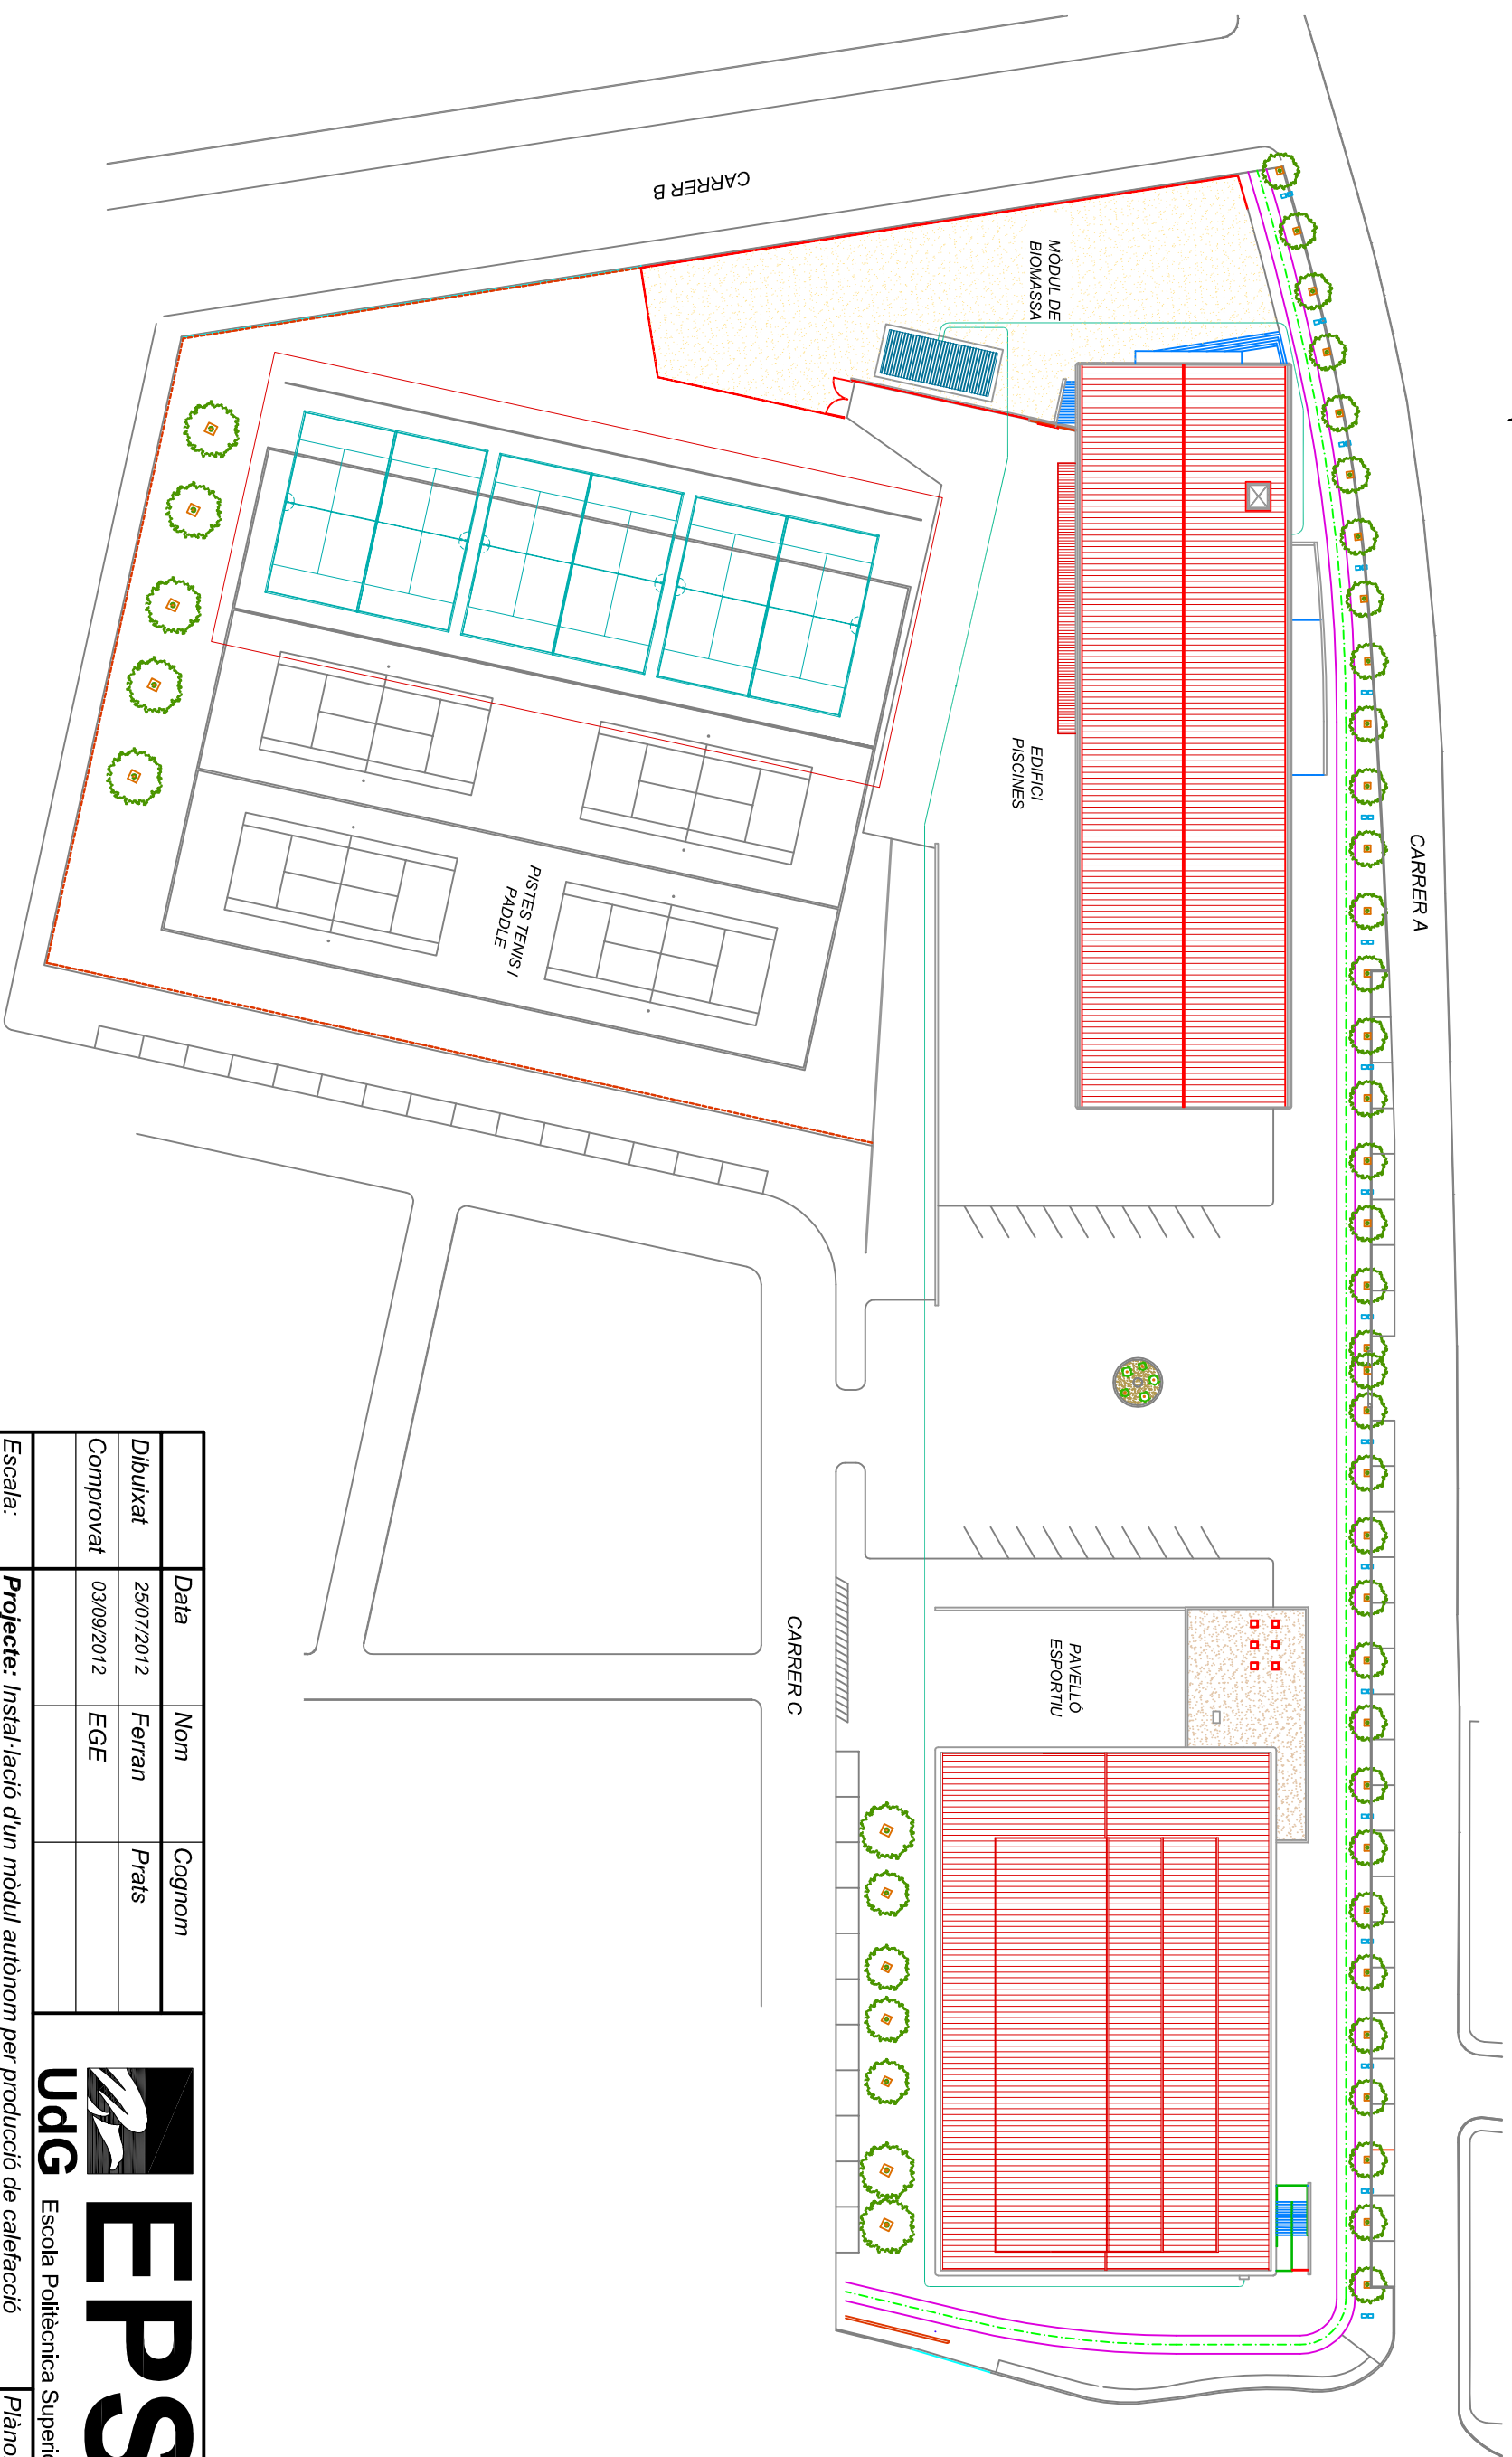 CARRER A
CARRER B
MÒDUL DE
BIOMASSA
EDIFICI
PISCINES
PISTES TENIS I
PADDLE
PAVELLÓ
ESPORTIU
CARRER C
Data Nom Cognom
Dibuixat 25/07/2012 Ferran Prats
Comprovat 03/09/2012 EGE
UdG
EPS
Escola Politècnica Superio
Escala:
Projecte: Instal·lació d'un mòdul autònom per producció de calefacció
Plàno